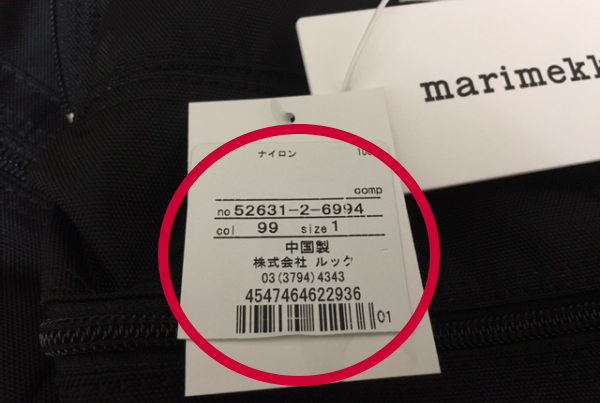 marimekk
ナイロン
comp
no 52631-2-6994
col 99 size 1
中国製
株式会社 ルック
03(3794)4343
4547464622936
01